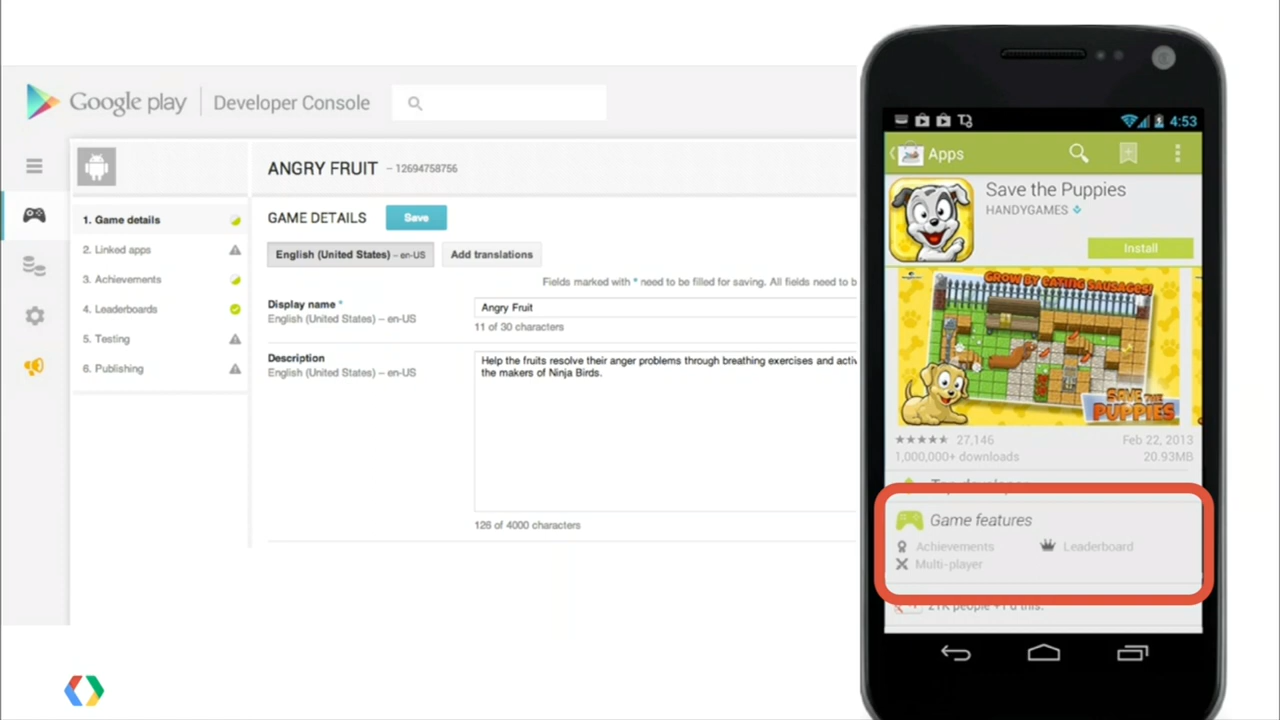 Google play | Developer Console
ANGRY FRUIT – 12694758756
1. Game details
2. Linked apps
3. Achievements
4. Leaderboards
5. Testing
6. Publishing
GAME DETAILS Save
English (United States) – en-US Add translations
Fields marked with * need to be filled for saving. All fields need to b
Display name *
English (United States) – en-US
Angry Fruit
11 of 30 characters
Description
English (United States) – en-US
Help the fruits resolve their anger problems through breathing exercises and activ
the makers of Ninja Birds.
126 of 4000 characters
4:53
Apps
Save the Puppies
HANDYGAMES
Install
GROW BY EATING SAUSAGES!
SAVE THE
PUPPIES
27,146 Feb 22, 2013
1,000,000+ downloads 20.93MB
Top developer
Game features
Achievements Leaderboard
Multi-player
21K people +1'd this.